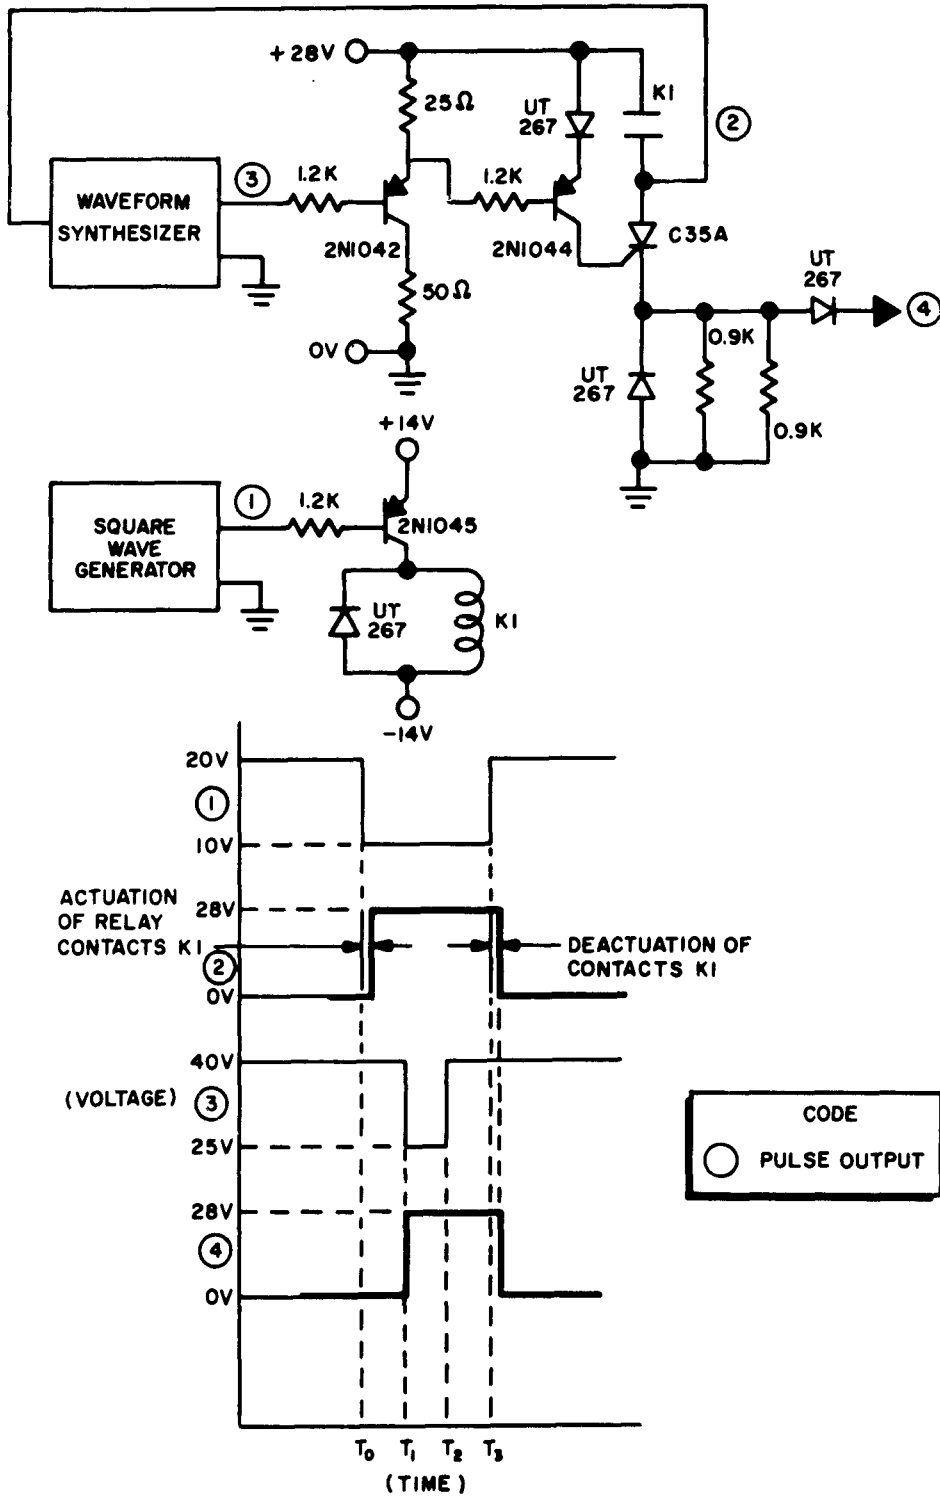 +28V
25Ω
UT
267
K1
2
WAVEFORM
SYNTHESIZER
3
1.2K
1.2K
2N1042
2N1044
C35A
50Ω
0V
UT
267
4
0.9K
UT
267
0.9K
+14V
SQUARE
WAVE
GENERATOR
1
1.2K
2N1045
UT
267
K1
-14V
20V
1
10V
ACTUATION
OF RELAY
CONTACTS K1
28V
2
0V
DEACTUATION OF
CONTACTS K1
40V
(VOLTAGE)
3
25V
28V
4
0V
T0 T1 T2 T3
(TIME)
CODE
PULSE OUTPUT